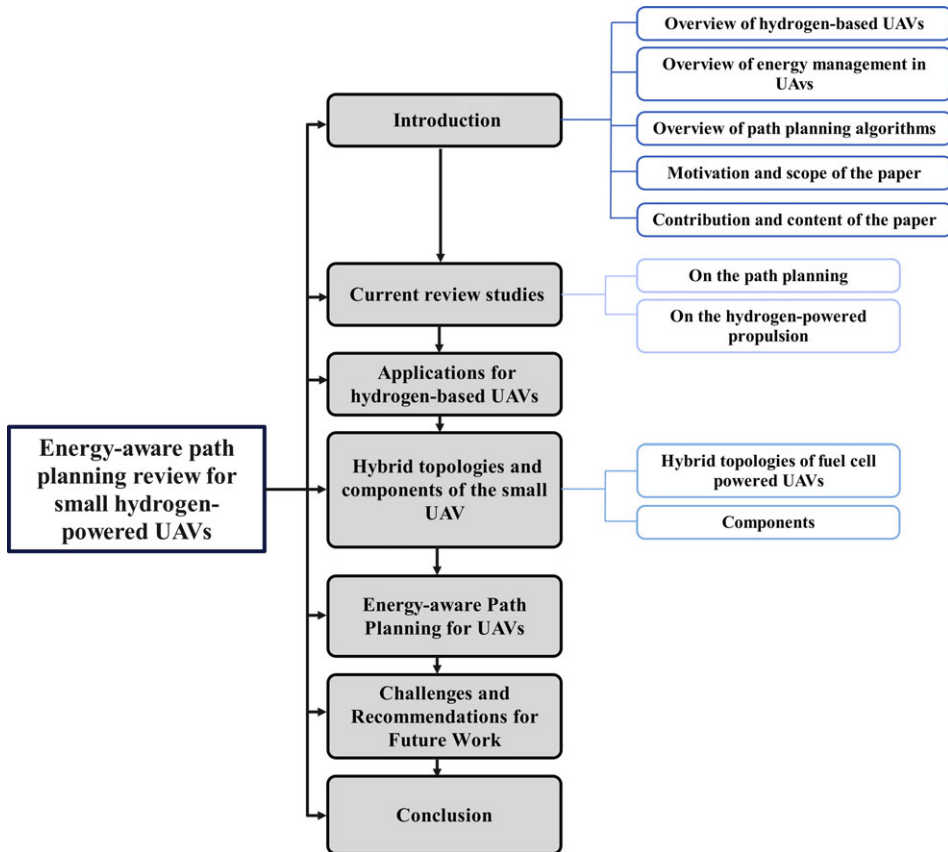 Energy-aware path
planning review for
small hydrogen-
powered UAVs
Introduction
Overview of hydrogen-based UAVs
Overview of energy management in
UAvs
Overview of path planning algorithms
Motivation and scope of the paper
Contribution and content of the paper
Current review studies
On the path planning
On the hydrogen-powered
propulsion
Applications for
hydrogen-based UAVs
Hybrid topologies and
components of the small
UAV
Hybrid topologies of fuel cell
powered UAVs
Components
Energy-aware Path
Planning for UAVs
Challenges and
Recommendations for
Future Work
Conclusion